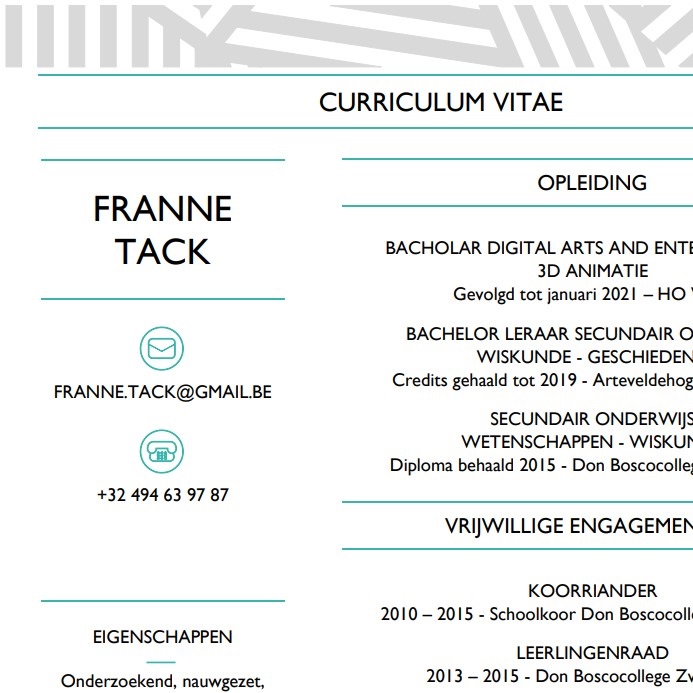 CURRICULUM VITAE
FRANNE
TACK
FRANNE.TACK@GMAIL.BE
+32 494 63 97 87
EIGENSCHAPPEN
Onderzoekend, nauwgezet,
OPLEIDING
BACHOLAR DIGITAL ARTS AND ENTE
3D ANIMATIE
Gevolgd tot januari 2021 – HO
BACHELOR LERAAR SECUNDAIR O
WISKUNDE - GESCHIEDEN
Credits gehaald tot 2019 - Arteveldehog
SECUNDAIR ONDERWIJS
WETENSCHAPPEN - WISKUN
Diploma behaald 2015 - Don Boscocolleg
VRIJWILLIGE ENGAGEMEN
KOORRIANDER
2010 – 2015 - Schoolkoor Don Boscocolle
LEERLINGENRAAD
2013 – 2015 - Don Boscocollege Zw